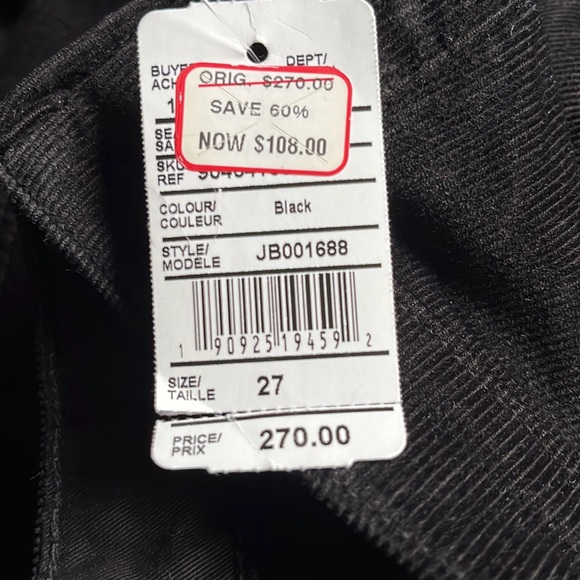 DEPT/
ORIG. $270.00
SAVE 60%
NOW $108.00
REF
COLOUR/
COULEUR
Black
STYLE/
MODELE
JB001688
1 90925 19459 2
SIZE/
TAILLE
27
PRICE/
PRIX
270.00